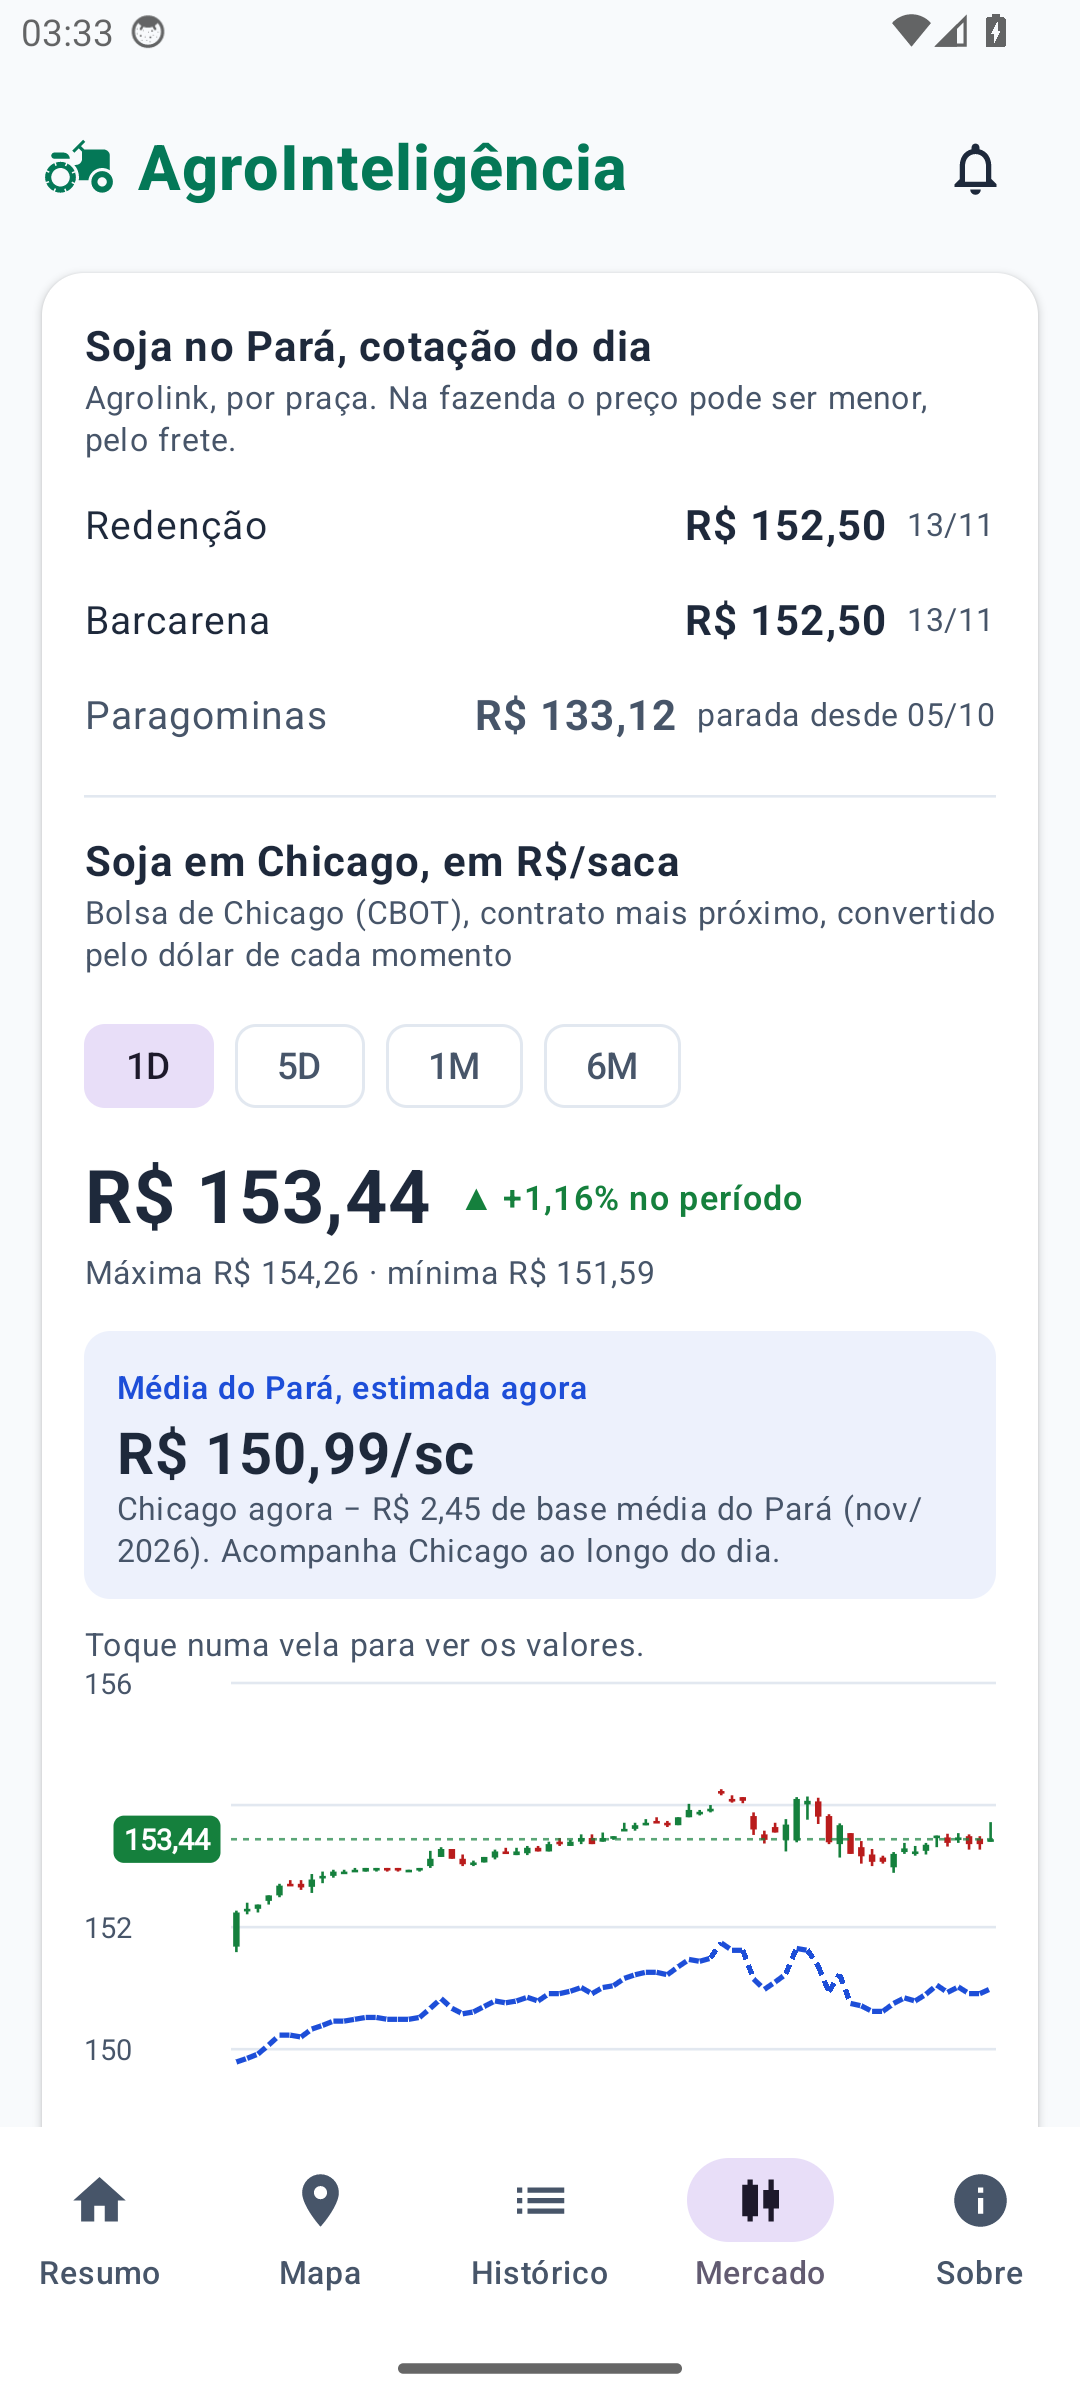 03:33
AgroInteligência
Soja no Pará, cotação do dia
Agrolink, por praça. Na fazenda o preço pode ser menor,
pelo frete.
Redenção R$ 152,50 13/11
Barcarena R$ 152,50 13/11
Paragominas R$ 133,12 parada desde 05/10
Soja em Chicago, em R$/saca
Bolsa de Chicago (CBOT), contrato mais próximo, convertido
pelo dólar de cada momento
1D 5D 1M 6M
R$ 153,44 ▲ +1,16% no período
Máxima R$ 154,26 · mínima R$ 151,59
Média do Pará, estimada agora
R$ 150,99/sc
Chicago agora − R$ 2,45 de base média do Pará (nov/
2026). Acompanha Chicago ao longo do dia.
Toque numa vela para ver os valores.
156
153,44
152
150
Resumo Mapa Histórico Mercado Sobre